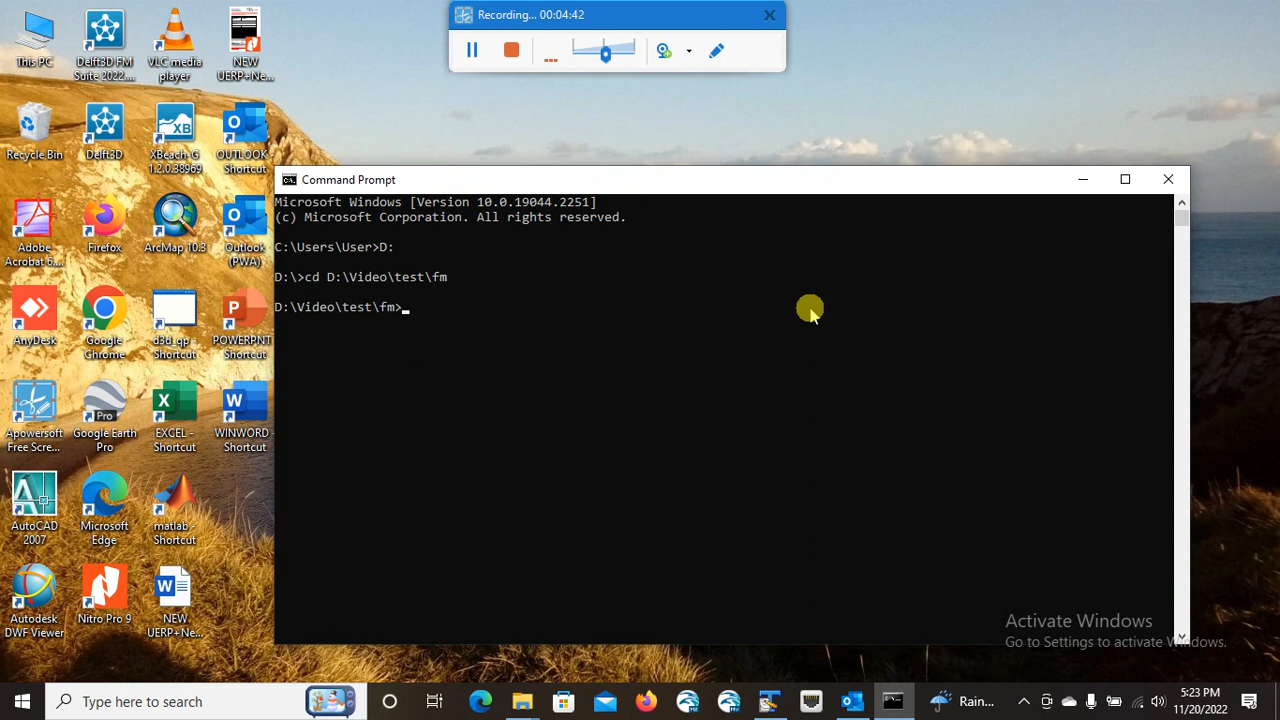 Recording... 00:04:42
This PC
Delft3D FM
Suite 2022....
VLC media
player
NEW
UERP+Ne...
Recycle Bin
Delft3D
XBeach-G
1.2.0.38969
OUTLOOK -
Shortcut
Adobe
Acrobat 6....
Firefox
ArcMap 10.3
Outlook
(PWA)
AnyDesk
Google
Chrome
d3d_qp -
Shortcut
POWERPNT
Shortcut
Apowersoft
Free Scre...
Google Earth
Pro
EXCEL -
Shortcut
WINWORD -
Shortcut
AutoCAD
2007
Microsoft
Edge
matlab -
Shortcut
Autodesk
DWF Viewer
Nitro Pro 9
NEW
UERP+Ne...
Command Prompt
Microsoft Windows [Version 10.0.19044.2251]
(c) Microsoft Corporation. All rights reserved.
C:\Users\User>D:
D:\>cd D:\Video\test\fm
D:\Video\test\fm>
Activate Windows
Go to Settings to activate Windows.
Type here to search
Rain...
5:23 PM
11/20/2022